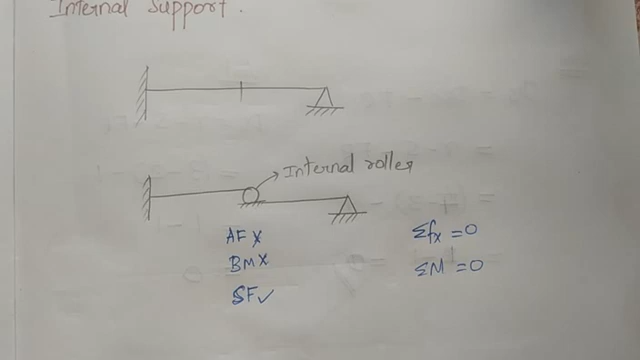 Internal Support.
Internal roller
AF x
BM x
SF ✓
Σfx = 0
ΣM = 0